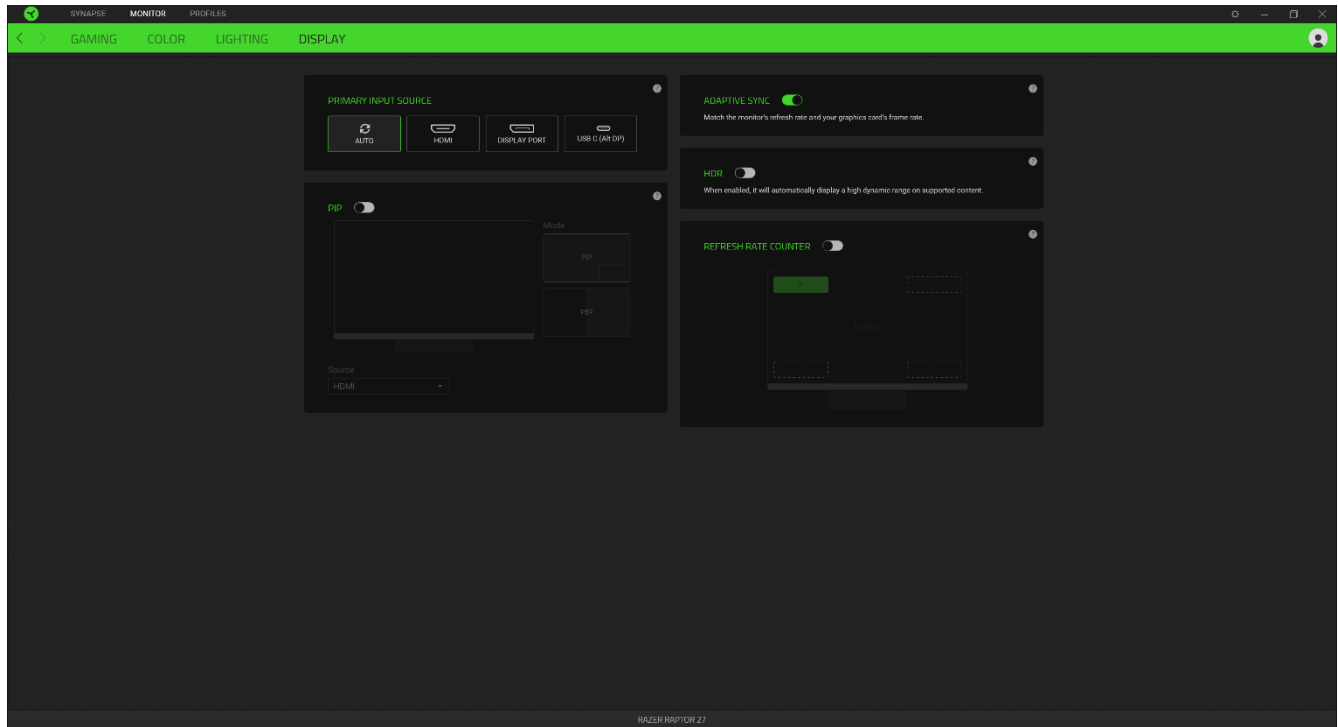 SYNAPSE MONITOR PROFILES
GAMING COLOR LIGHTING DISPLAY
PRIMARY INPUT SOURCE
AUTO
HDMI
DISPLAY PORT
USB C (Alt DP)
PIP
Mode
PIP
PBP
Source
HDMI
ADAPTIVE SYNC
Match the monitor's refresh rate and your graphics card's frame rate.
HDR
When enabled, it will automatically display a high dynamic range on supported content.
REFRESH RATE COUNTER
Display
RAZER RAPTOR 27